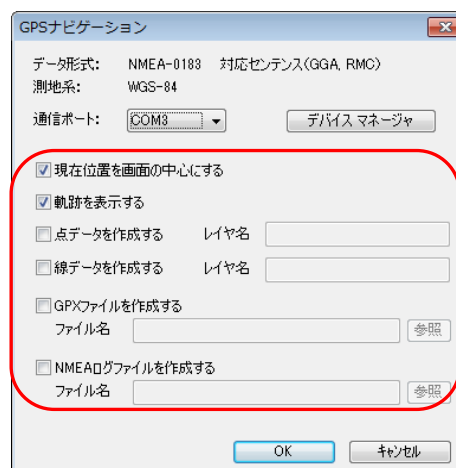 GPSナビゲーション
データ形式: NMEA-0183 対応センテンス(GGA, RMC)
測地系: WGS-84
通信ポート: COM3 デバイス マネージャ
現在位置を画面の中心にする
軌跡を表示する
点データを作成する レイヤ名
線データを作成する レイヤ名
GPXファイルを作成する
ファイル名 参照
NMEAログファイルを作成する
ファイル名 参照
OK キャンセル